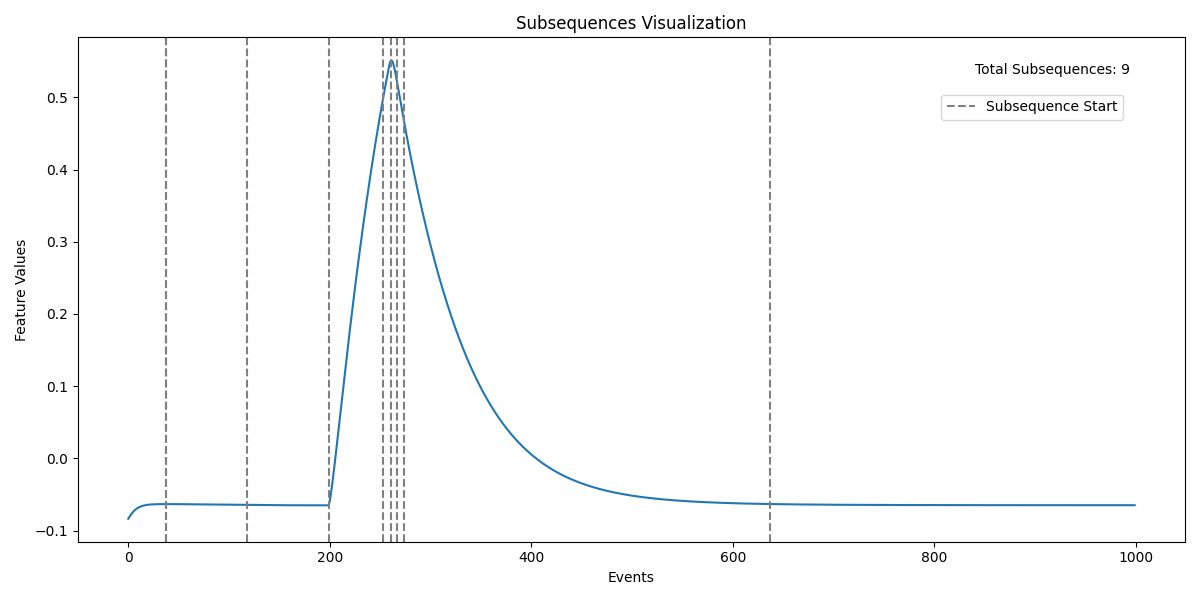 Subsequences Visualization
Total Subsequences: 9
Subsequence Start
Feature Values
0.5
0.4
0.3
0.2
0.1
0.0
−0.1
0 200 400 600 800 1000
Events